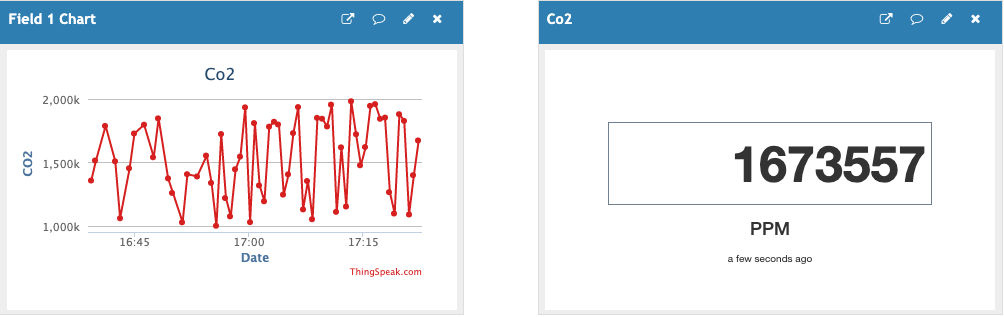 Field 1 Chart
Co2
2,000k
1,500k
1,000k
CO2
16:45 17:00 17:15
Date
ThingSpeak.com
Co2
1673557
PPM
a few seconds ago